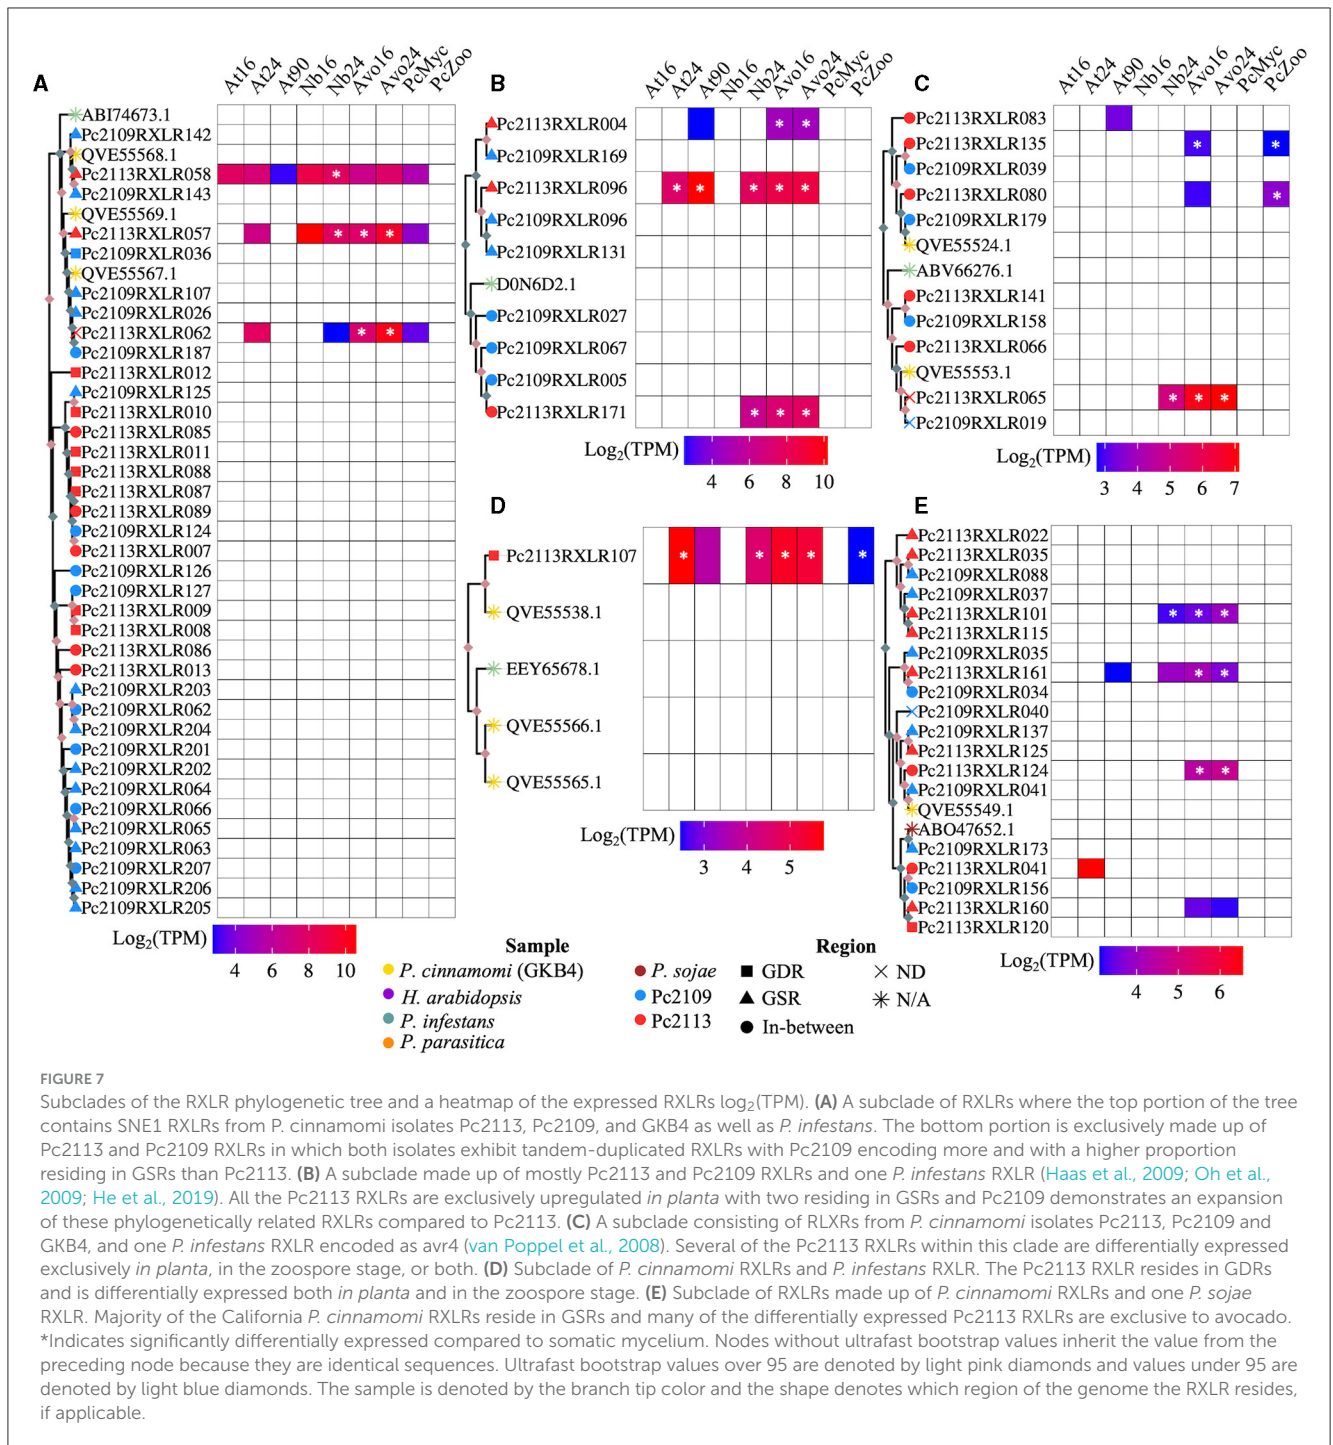 A
At16
At24
At90
Nb16
Nb24
Avo16
Avo24
PcMyc
PcZoo
ABI74673.1
Pc2109RXLR142
QVE55568.1
Pc2113RXLR058
*
Pc2109RXLR143
QVE55569.1
Pc2113RXLR057
* * *
Pc2109RXLR036
QVE55567.1
Pc2109RXLR107
Pc2109RXLR026
Pc2113RXLR062
* *
Pc2109RXLR187
Pc2113RXLR012
Pc2109RXLR125
Pc2113RXLR010
Pc2113RXLR085
Pc2113RXLR011
Pc2113RXLR088
Pc2113RXLR087
Pc2113RXLR089
Pc2109RXLR124
Pc2113RXLR007
Pc2109RXLR126
Pc2109RXLR127
Pc2113RXLR009
Pc2113RXLR008
Pc2113RXLR086
Pc2113RXLR013
Pc2109RXLR203
Pc2109RXLR062
Pc2109RXLR204
Pc2109RXLR201
Pc2109RXLR202
Pc2109RXLR064
Pc2109RXLR066
Pc2109RXLR065
Pc2109RXLR063
Pc2109RXLR207
Pc2109RXLR206
Pc2109RXLR205
Log₂(TPM)
4 6 8 10
B
At16
At24
At90
Nb16
Nb24
Avo16
Avo24
PcMyc
PcZoo
Pc2113RXLR004
* *
Pc2109RXLR169
Pc2113RXLR096
* * * * *
Pc2109RXLR096
Pc2109RXLR131
D0N6D2.1
Pc2109RXLR027
Pc2109RXLR067
Pc2109RXLR005
Pc2113RXLR171
* * *
Log₂(TPM)
4 6 8 10
C
At16
At24
At90
Nb16
Nb24
Avo16
Avo24
PcMyc
PcZoo
Pc2113RXLR083
Pc2113RXLR135
* *
Pc2109RXLR039
Pc2113RXLR080
*
Pc2109RXLR179
QVE55524.1
ABV66276.1
Pc2113RXLR141
Pc2109RXLR158
Pc2113RXLR066
QVE55553.1
Pc2113RXLR065
* * *
Pc2109RXLR019
Log₂(TPM)
3 4 5 6 7
D
Pc2113RXLR107
* * * * *
QVE55538.1
EEY65678.1
QVE55566.1
QVE55565.1
Log₂(TPM)
3 4 5
E
Pc2113RXLR022
Pc2113RXLR035
Pc2109RXLR088
Pc2109RXLR037
Pc2113RXLR101
* * *
Pc2113RXLR115
Pc2109RXLR035
Pc2113RXLR161
* *
Pc2109RXLR034
Pc2109RXLR040
Pc2109RXLR137
Pc2113RXLR125
Pc2113RXLR124
* *
Pc2109RXLR041
QVE55549.1
ABO47652.1
Pc2109RXLR173
Pc2113RXLR041
Pc2109RXLR156
Pc2113RXLR160
Pc2113RXLR120
Log₂(TPM)
4 5 6
Sample
P. cinnamomi (GKB4)
H. arabidopsis
P. infestans
P. parasitica
P. sojae
Pc2109
Pc2113
Region
GDR
GSR
In-between
ND
N/A
FIGURE 7
Subclades of the RXLR phylogenetic tree and a heatmap of the expressed RXLRs log₂(TPM). (A) A subclade of RXLRs where the top portion of the tree
contains SNE1 RXLRs from P. cinnamomi isolates Pc2113, Pc2109, and GKB4 as well as P. infestans. The bottom portion is exclusively made up of
Pc2113 and Pc2109 RXLRs in which both isolates exhibit tandem-duplicated RXLRs with Pc2109 encoding more and with a higher proportion
residing in GSRs than Pc2113. (B) A subclade made up of mostly Pc2113 and Pc2109 RXLRs and one P. infestans RXLR (Haas et al., 2009; Oh et al.,
2009; He et al., 2019). All the Pc2113 RXLRs are exclusively upregulated in planta with two residing in GSRs and Pc2109 demonstrates an expansion
of these phylogenetically related RXLRs compared to Pc2113. (C) A subclade consisting of RLXRs from P. cinnamomi isolates Pc2113, Pc2109 and
GKB4, and one P. infestans RXLR encoded as avr4 (van Poppel et al., 2008). Several of the Pc2113 RXLRs within this clade are differentially expressed
exclusively in planta, in the zoospore stage, or both. (D) Subclade of P. cinnamomi RXLRs and P. infestans RXLR. The Pc2113 RXLR resides in GDRs
and is differentially expressed both in planta and in the zoospore stage. (E) Subclade of RXLRs made up of P. cinnamomi RXLRs and one P. sojae
RXLR. Majority of the California P. cinnamomi RXLRs reside in GSRs and many of the differentially expressed Pc2113 RXLRs are exclusive to avocado.
*Indicates significantly differentially expressed compared to somatic mycelium. Nodes without ultrafast bootstrap values inherit the value from the
preceding node because they are identical sequences. Ultrafast bootstrap values over 95 are denoted by light pink diamonds and values under 95 are
denoted by light blue diamonds. The sample is denoted by the branch tip color and the shape denotes which region of the genome the RXLR resides,
if applicable.